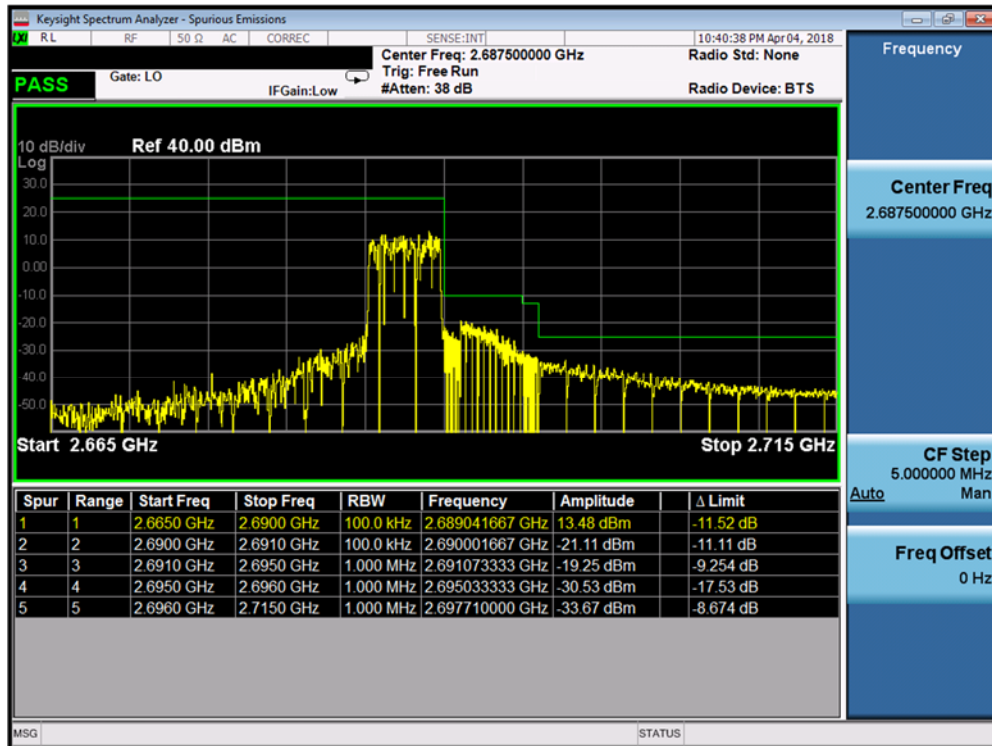 Keysight Spectrum Analyzer - Spurious Emissions
LXI RL RF 50 Ω AC CORREC SENSE:INT 10:40:38 PM Apr 04, 2018
Center Freq: 2.687500000 GHz Radio Std: None
PASS Gate: LO Trig: Free Run
IFGain:Low #Atten: 38 dB Radio Device: BTS
10 dB/div Ref 40.00 dBm
Log
30.0
20.0
10.0
0.00
-10.0
-20.0
-30.0
-40.0
-50.0
Start 2.665 GHz Stop 2.715 GHz
Spur Range Start Freq Stop Freq RBW Frequency Amplitude Δ Limit
1 1 2.6650 GHz 2.6900 GHz 100.0 kHz 2.689041667 GHz 13.48 dBm -11.52 dB
2 2 2.6900 GHz 2.6910 GHz 100.0 kHz 2.690001667 GHz -21.11 dBm -11.11 dB
3 3 2.6910 GHz 2.6950 GHz 1.000 MHz 2.691073333 GHz -19.25 dBm -9.254 dB
4 4 2.6950 GHz 2.6960 GHz 1.000 MHz 2.695033333 GHz -30.53 dBm -17.53 dB
5 5 2.6960 GHz 2.7150 GHz 1.000 MHz 2.697710000 GHz -33.67 dBm -8.674 dB
MSG STATUS
Frequency
Center Freq
2.687500000 GHz
CF Step
5.000000 MHz
Auto Man
Freq Offset
0 Hz